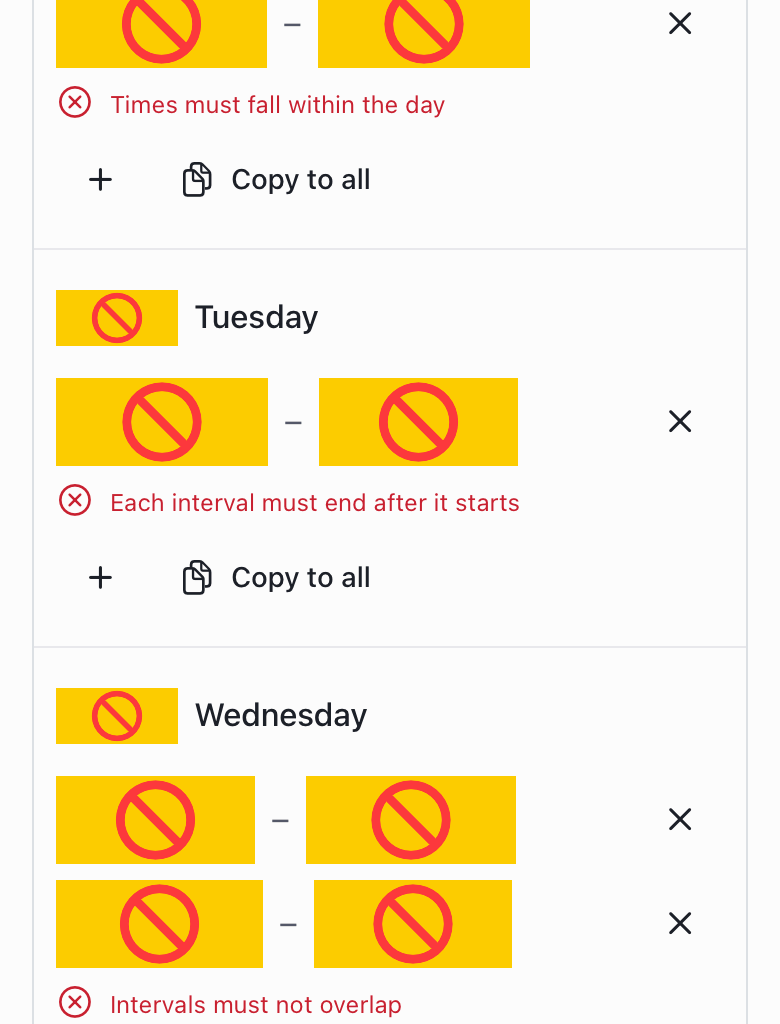 –
Times must fall within the day
Copy to all
Tuesday
–
Each interval must end after it starts
Copy to all
Wednesday
–
–
Intervals must not overlap